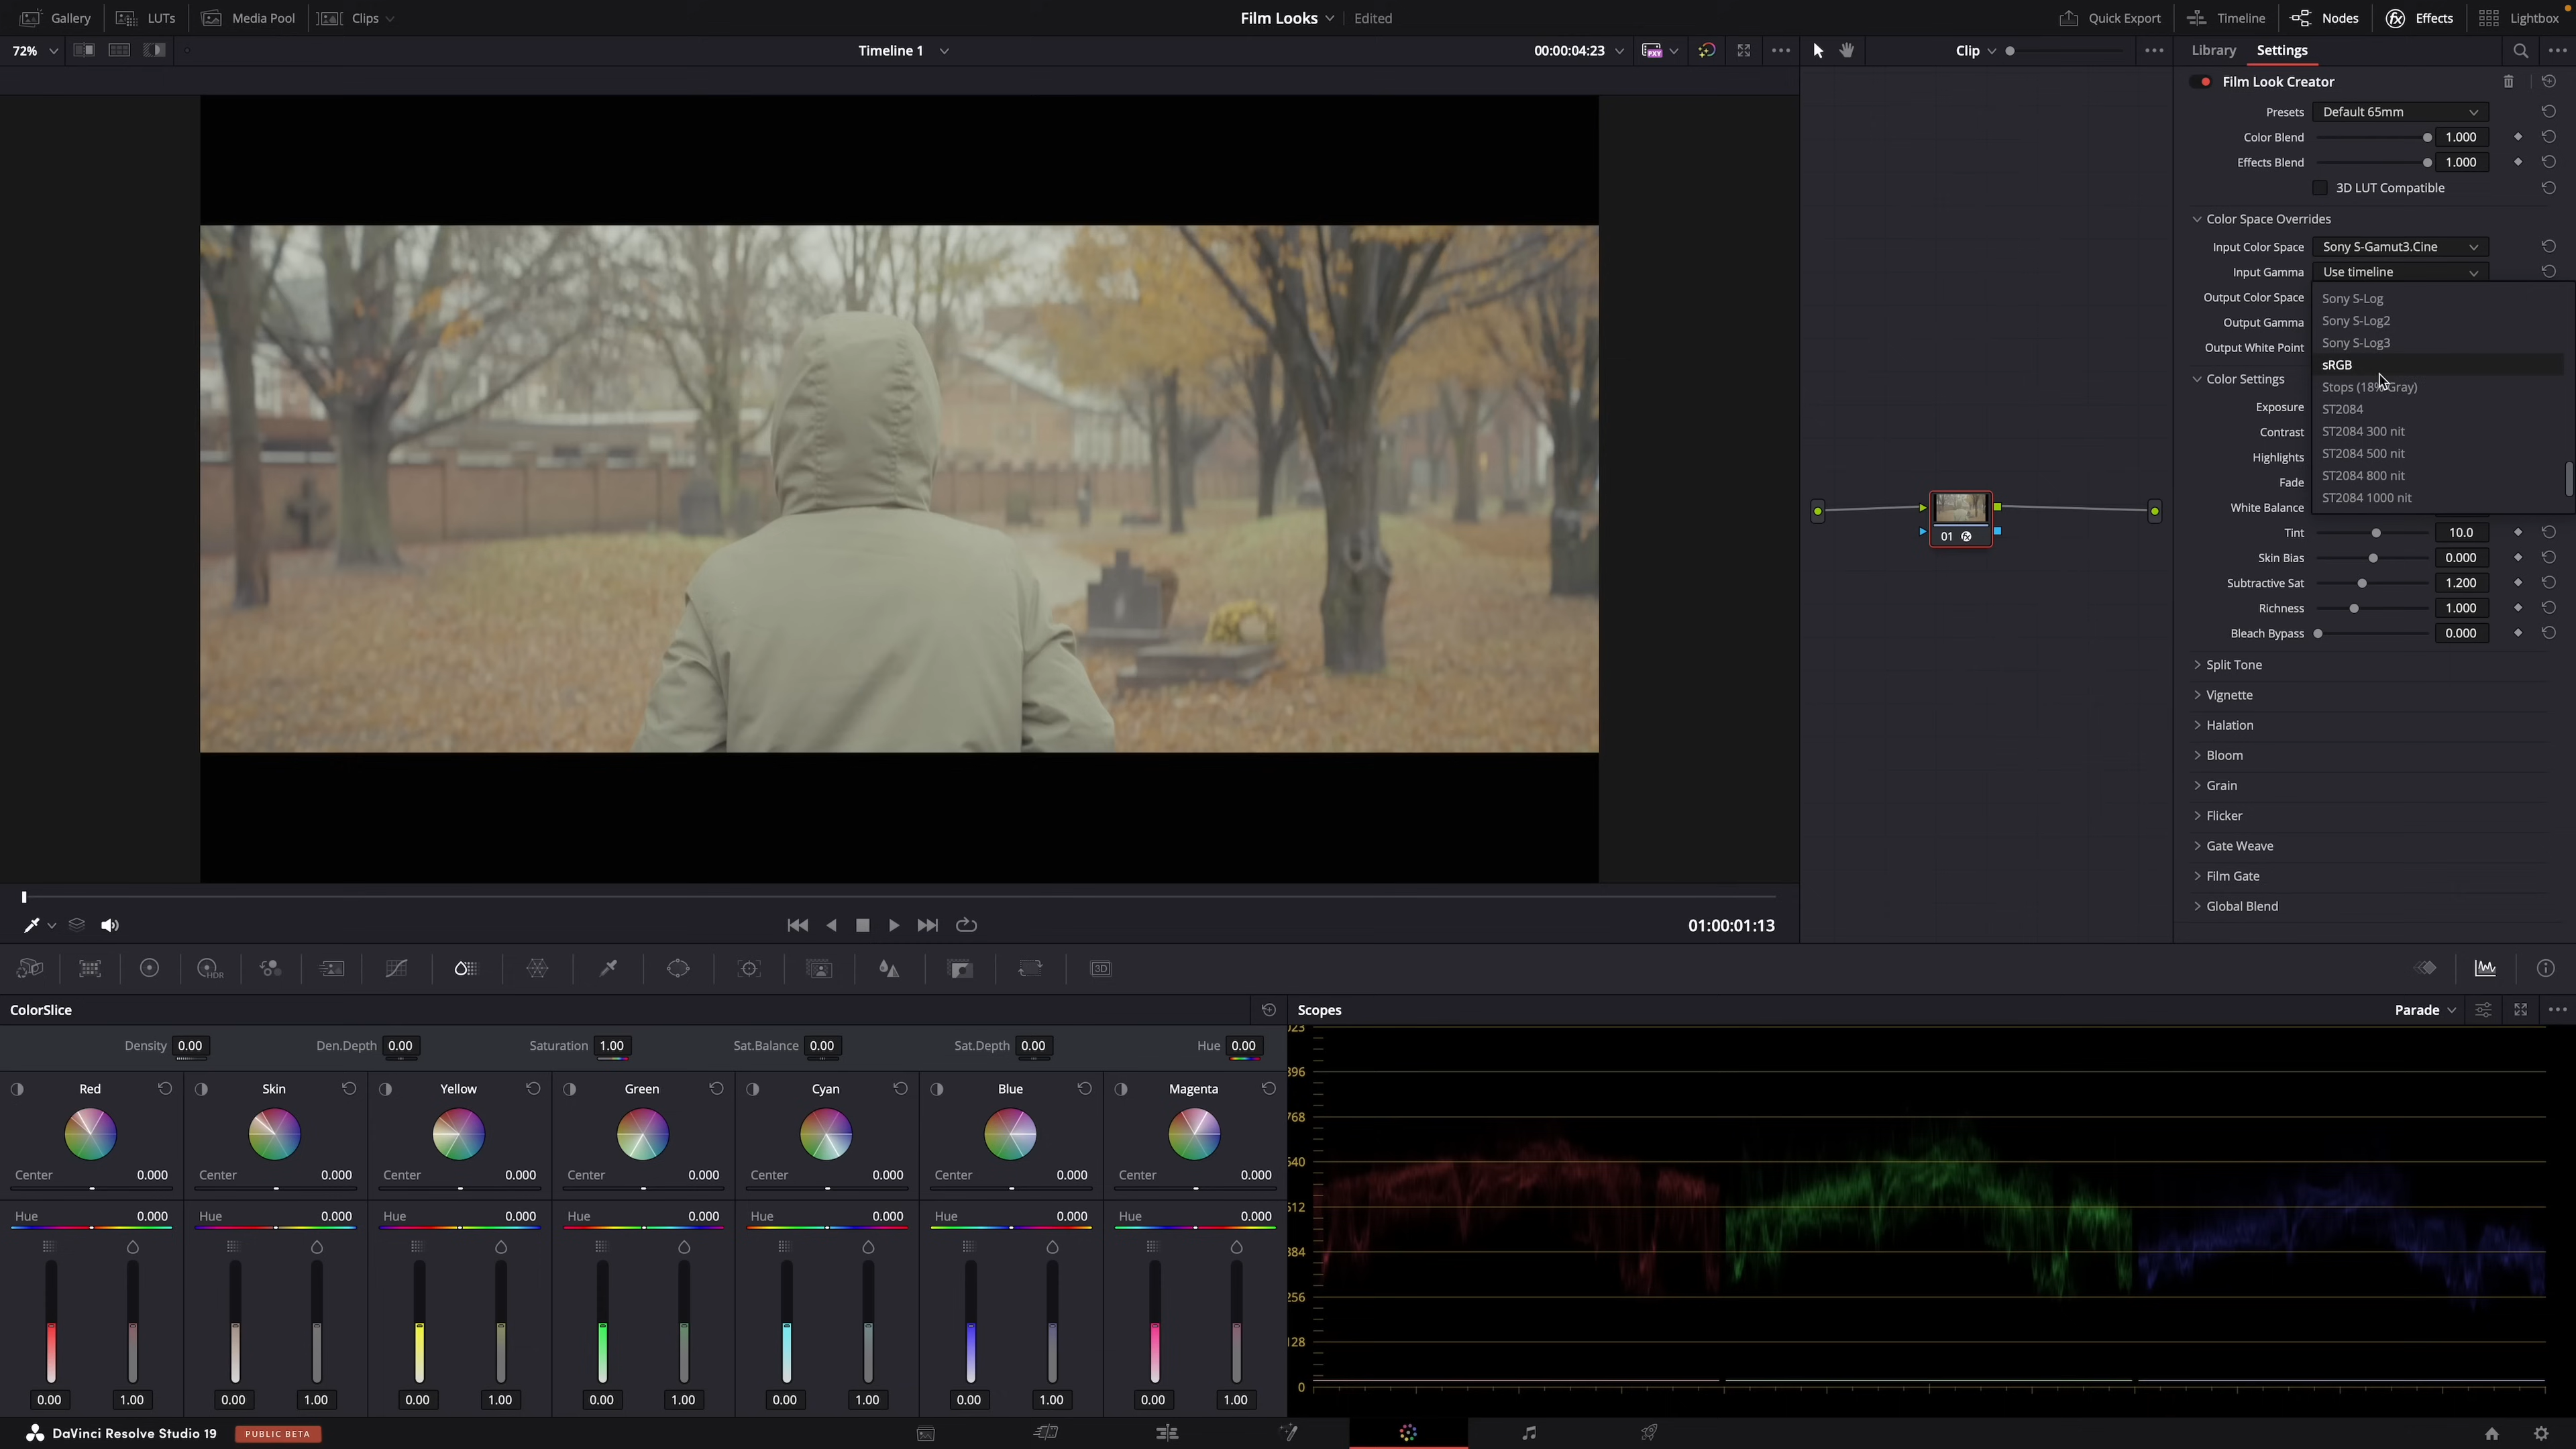 Gallery LUTs Media Pool Clips Film Looks Edited Quick Export Timeline Nodes Effects Lightbox
72% Timeline 1 00:00:04:23 PXY Clip Library Settings
Film Look Creator
Presets Default 65mm
Color Blend 1.000
Effects Blend 1.000
3D LUT Compatible
Color Space Overrides
Input Color Space Sony S-Gamut3.Cine
Input Gamma Use timeline
Output Color Space
Output Gamma
Output White Point
Sony S-Log
Sony S-Log2
Sony S-Log3
sRGB
Stops (18% Gray)
ST2084
ST2084 300 nit
ST2084 500 nit
ST2084 800 nit
ST2084 1000 nit
Color Settings
Exposure
Contrast
Highlights
Fade
White Balance
Tint 10.0
Skin Bias 0.000
Subtractive Sat 1.200
Richness 1.000
Bleach Bypass 0.000
Split Tone
Vignette
Halation
Bloom
Grain
Flicker
Gate Weave
Film Gate
Global Blend
01
01:00:01:13
HDR 3D
ColorSlice
Density 0.00 Den.Depth 0.00 Saturation 1.00 Sat.Balance 0.00 Sat.Depth 0.00 Hue 0.00
Red Skin Yellow Green Cyan Blue Magenta
Center 0.000 Center 0.000 Center 0.000 Center 0.000 Center 0.000 Center 0.000 Center 0.000
Hue 0.000 Hue 0.000 Hue 0.000 Hue 0.000 Hue 0.000 Hue 0.000 Hue 0.000
0.00 1.00 0.00 1.00 0.00 1.00 0.00 1.00 0.00 1.00 0.00 1.00 0.00 1.00
Scopes Parade
896
768
640
512
384
256
128
0
DaVinci Resolve Studio 19 PUBLIC BETA